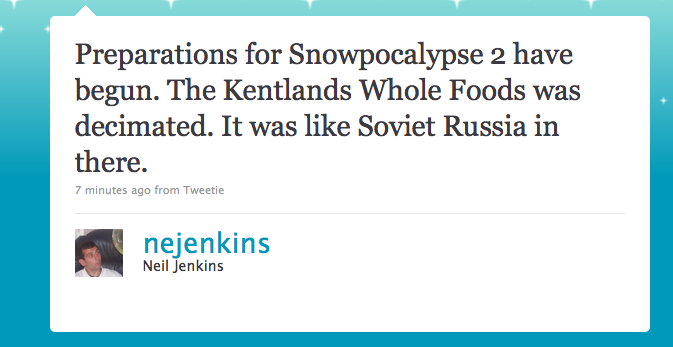 Preparations for Snowpocalypse 2 have
begun. The Kentlands Whole Foods was
decimated. It was like Soviet Russia in
there.
7 minutes ago from Tweetie
nejenkins
Neil Jenkins